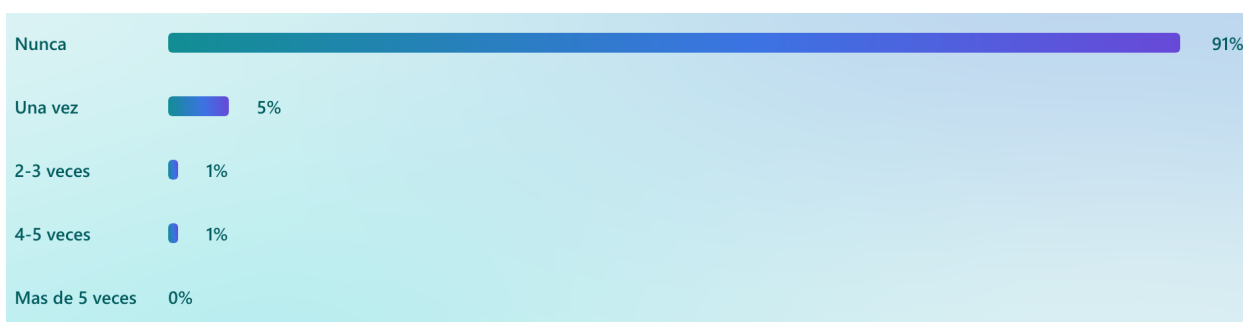 Nunca 91%
Una vez 5%
2-3 veces 1%
4-5 veces 1%
Mas de 5 veces 0%